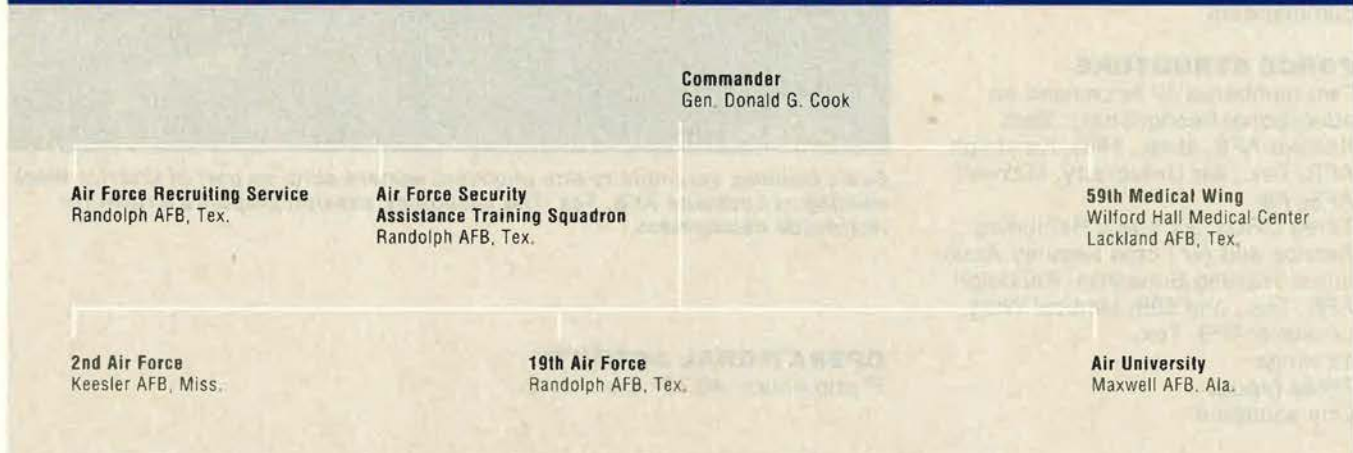 Commander
Gen. Donald G. Cook
Air Force Recruiting Service
Randolph AFB, Tex.
Air Force Security
Assistance Training Squadron
Randolph AFB, Tex.
59th Medical Wing
Wilford Hall Medical Center
Lackland AFB, Tex.
2nd Air Force
Keesler AFB, Miss.
19th Air Force
Randolph AFB, Tex.
Air University
Maxwell AFB, Ala.